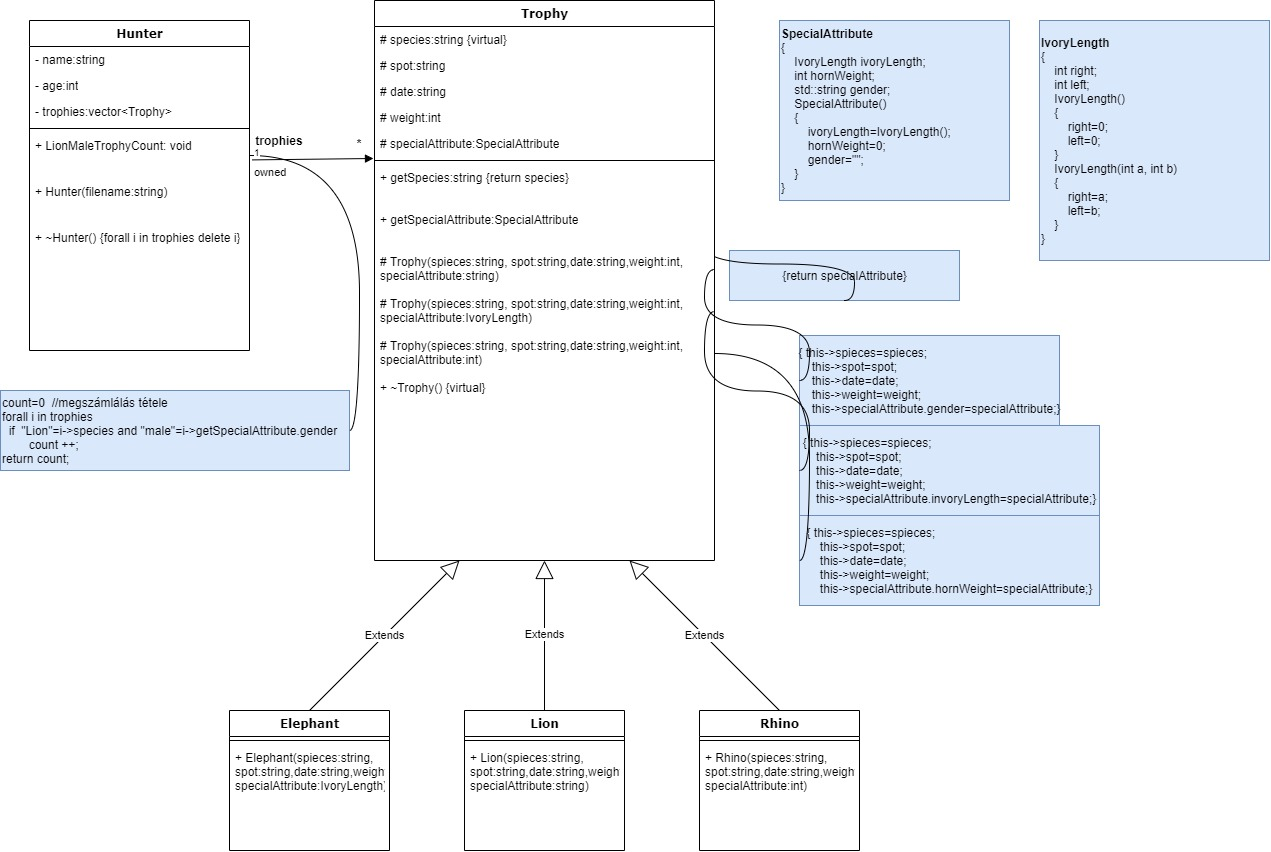 Hunter
- name:string
- age:int
- trophies:vector<Trophy>
+ LionMaleTrophyCount: void
+ Hunter(filename:string)
+ ~Hunter() {forall i in trophies delete i}
trophies
1
*
owned
Trophy
# species:string {virtual}
# spot:string
# date:string
# weight:int
# specialAttribute:SpecialAttribute
+ getSpecies:string {return species}
+ getSpecialAttribute:SpecialAttribute
# Trophy(spieces:string, spot:string,date:string,weight:int,
specialAttribute:string)
# Trophy(spieces:string, spot:string,date:string,weight:int,
specialAttribute:IvoryLength)
# Trophy(spieces:string, spot:string,date:string,weight:int,
specialAttribute:int)
+ ~Trophy() {virtual}
SpecialAttribute
{
IvoryLength ivoryLength;
int hornWeight;
std::string gender;
SpecialAttribute()
{
ivoryLength=IvoryLength();
hornWeight=0;
gender="";
}
}
IvoryLength
{
int right;
int left;
IvoryLength()
{
right=0;
left=0;
}
IvoryLength(int a, int b)
{
right=a;
left=b;
}
}
{return specialAttribute}
{ this->spieces=spieces;
this->spot=spot;
this->date=date;
this->weight=weight;
this->specialAttribute.gender=specialAttribute;}
{ this->spieces=spieces;
this->spot=spot;
this->date=date;
this->weight=weight;
this->specialAttribute.invoryLength=specialAttribute;}
{ this->spieces=spieces;
this->spot=spot;
this->date=date;
this->weight=weight;
this->specialAttribute.hornWeight=specialAttribute;}
count=0 //megszámlálás tétele
forall i in trophies
if "Lion"=i->species and "male"=i->getSpecialAttribute.gender
count ++;
return count;
Extends
Extends
Extends
Elephant
+ Elephant(spieces:string,
spot:string,date:string,weigh
specialAttribute:IvoryLength)
Lion
+ Lion(spieces:string,
spot:string,date:string,weigh
specialAttribute:string)
Rhino
+ Rhino(spieces:string,
spot:string,date:string,weigh
specialAttribute:int)